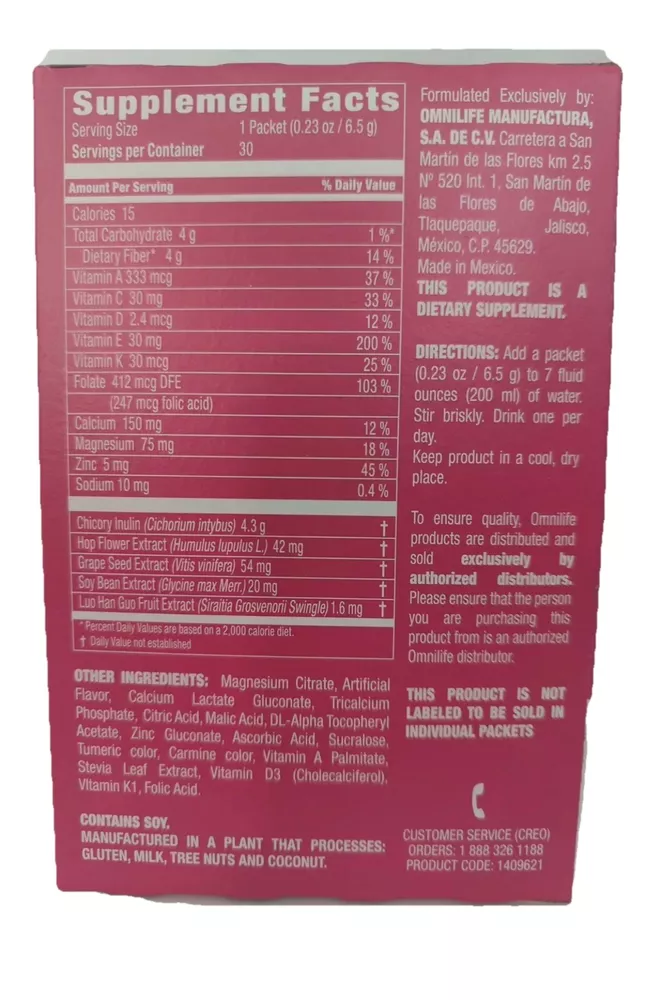 Supplement Facts
Serving Size 1 Packet (0.23 oz / 6.5 g)
Servings per Container 30
Amount Per Serving % Daily Value
Calories 15
Total Carbohydrate 4 g 1 %*
Dietary Fiber* 4 g 14 %
Vitamin A 333 mcg 37 %
Vitamin C 30 mg 33 %
Vitamin D 2.4 mcg 12 %
Vitamin E 30 mg 200 %
Vitamin K 30 mcg 25 %
Folate 412 mcg DFE 103 %
(247 mcg folic acid)
Calcium 150 mg 12 %
Magnesium 75 mg 18 %
Zinc 5 mg 45 %
Sodium 10 mg 0.4 %
Chicory Inulin (Cichorium intybus) 4.3 g †
Hop Flower Extract (Humulus lupulus L.) 42 mg †
Grape Seed Extract (Vitis vinifera) 54 mg †
Soy Bean Extract (Glycine max Merr.) 20 mg †
Luo Han Guo Fruit Extract (Siraitia Grosvenorii Swingle) 1.6 mg †
* Percent Daily Values are based on a 2,000 calorie diet.
† Daily Value not established
OTHER INGREDIENTS: Magnesium Citrate, Artificial
Flavor, Calcium Lactate Gluconate, Tricalcium
Phosphate, Citric Acid, Malic Acid, DL-Alpha Tocopheryl
Acetate, Zinc Gluconate, Ascorbic Acid, Sucralose,
Tumeric color, Carmine color, Vitamin A Palmitate,
Stevia Leaf Extract, Vitamin D3 (Cholecalciferol),
Vitamin K1, Folic Acid.
CONTAINS SOY.
MANUFACTURED IN A PLANT THAT PROCESSES:
GLUTEN, MILK, TREE NUTS AND COCONUT.
Formulated Exclusively by:
OMNILIFE MANUFACTURA,
S.A. DE C.V. Carretera a San
Martín de las Flores km 2.5
Nº 520 Int. 1, San Martín de
las Flores de Abajo,
Tlaquepaque, Jalisco,
México, C.P. 45629.
Made in Mexico.
THIS PRODUCT IS A
DIETARY SUPPLEMENT.
DIRECTIONS: Add a packet
(0.23 oz / 6.5 g) to 7 fluid
ounces (200 ml) of water.
Stir briskly. Drink one per
day.
Keep product in a cool, dry
place.
To ensure quality, Omnilife
products are distributed and
sold exclusively by
authorized distributors.
Please ensure that the person
you are purchasing this
product from is an authorized
Omnilife distributor.
THIS PRODUCT IS NOT
LABELED TO BE SOLD IN
INDIVIDUAL PACKETS
CUSTOMER SERVICE (CREO)
ORDERS: 1 888 326 1188
PRODUCT CODE: 1409621